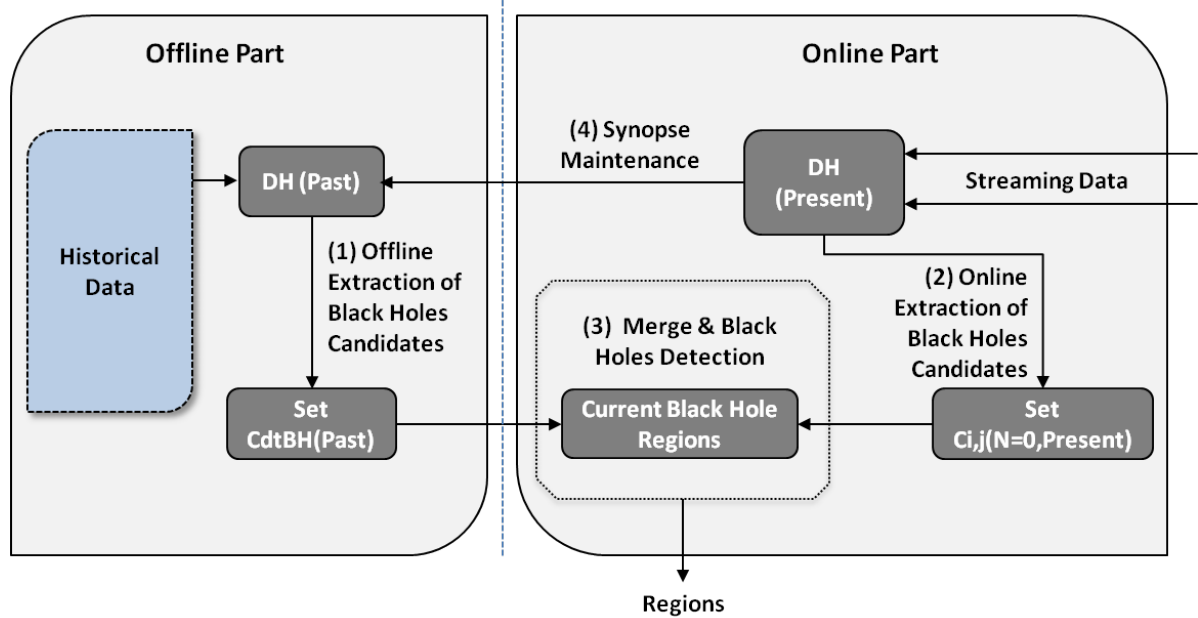 Offline Part
Online Part
Historical
Data
DH (Past)
(1) Offline
Extraction of
Black Holes
Candidates
Set
CdtBH(Past)
(4) Synopse
Maintenance
DH
(Present)
Streaming Data
(2) Online
Extraction of
Black Holes
Candidates
(3) Merge & Black
Holes Detection
Current Black Hole
Regions
Set
Ci,j(N=0,Present)
Regions